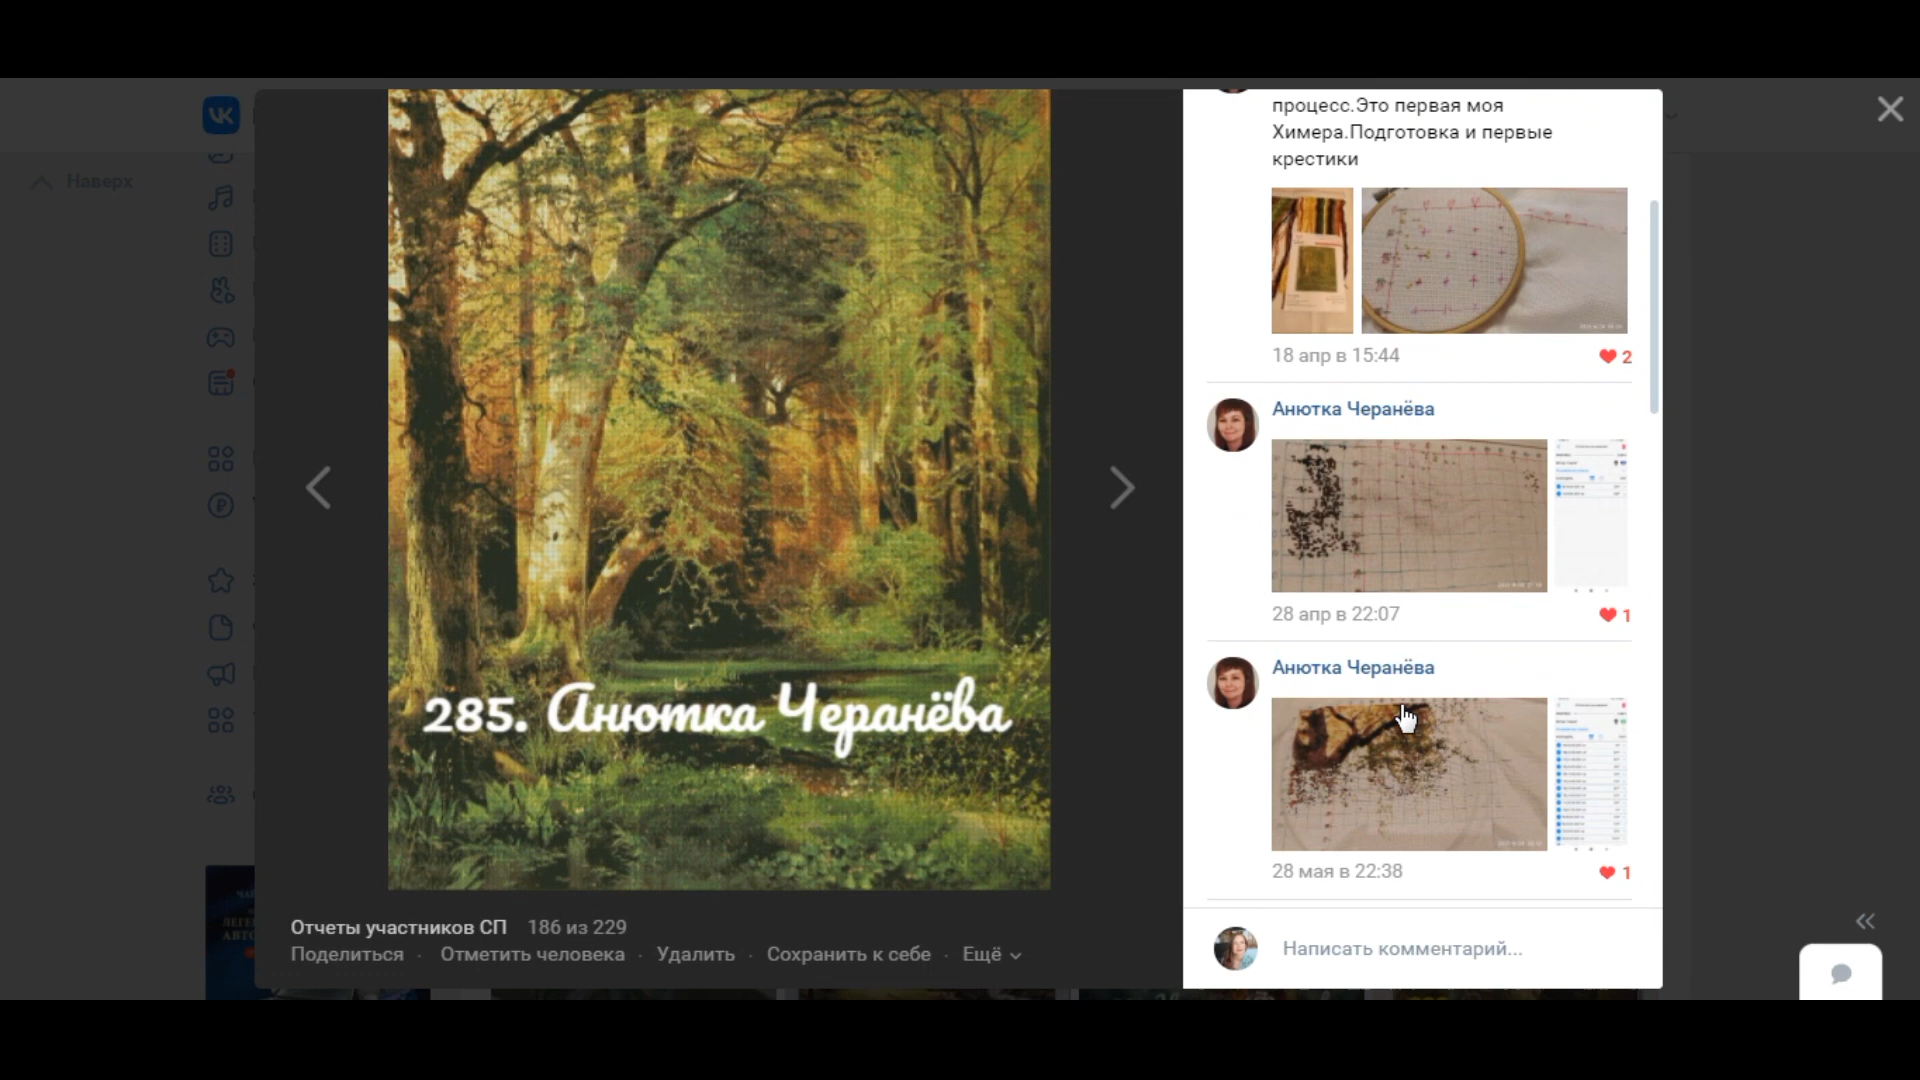 Наверх
285. Анютка Черанёва
Отчеты участников СП 186 из 229
Поделиться · Отметить человека · Удалить · Сохранить к себе · Ещё
процесс.Это первая моя
Химера.Подготовка и первые
крестики
18 апр в 15:44
2
Анютка Черанёва
28 апр в 22:07
1
Анютка Черанёва
28 мая в 22:38
1
Написать комментарий...